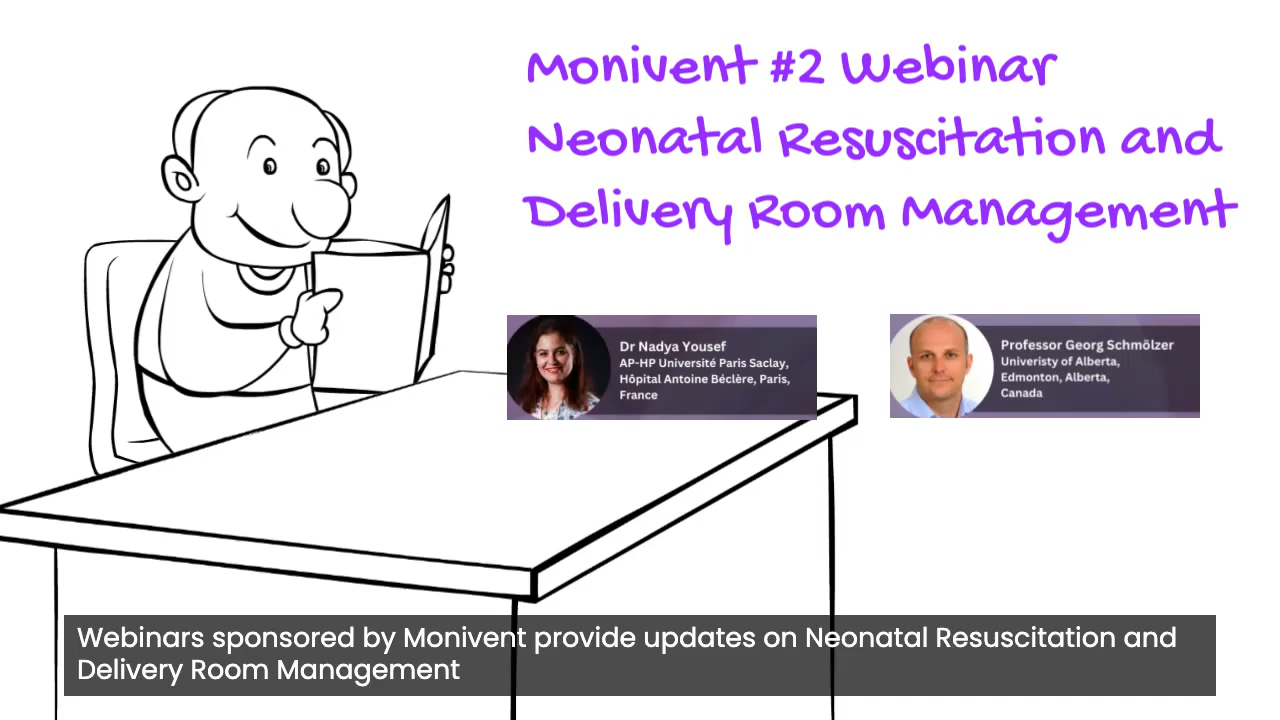 Monivent #2 Webinar
Neonatal Resuscitation and
Delivery Room Management
Dr Nadya Yousef
AP-HP Université Paris Saclay,
Hôpital Antoine Béclère, Paris,
France
Professor Georg Schmölzer
Univeristy of Alberta,
Edmonton, Alberta,
Canada
Webinars sponsored by Monivent provide updates on Neonatal Resuscitation and
Delivery Room Management